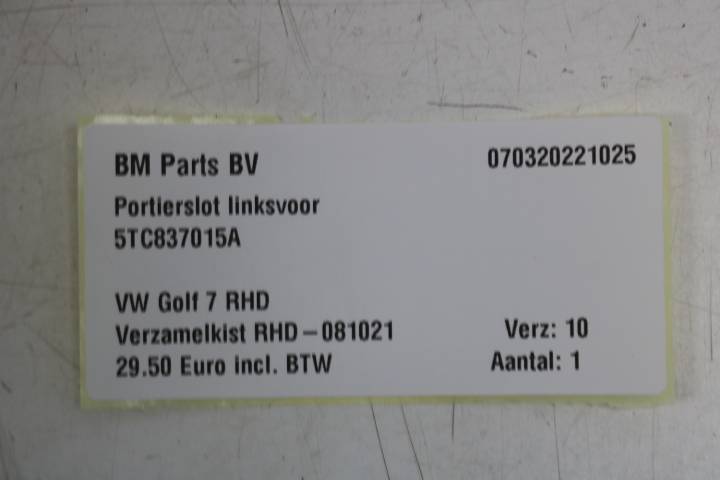 BM Parts BV 070320221025
Portierslot linksvoor
5TC837015A
VW Golf 7 RHD
Verzamelkist RHD-081021 Verz: 10
29.50 Euro incl. BTW Aantal: 1